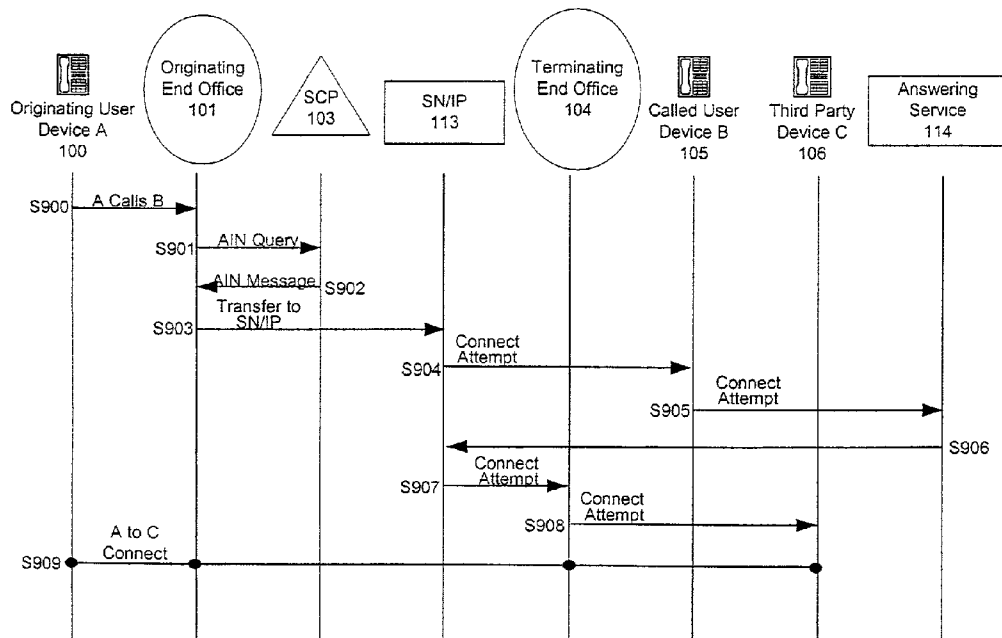 Originating User
Device A
100
Originating
End Office
101
SCP
103
SN/IP
113
Terminating
End Office
104
Called User
Device B
105
Third Party
Device C
106
Answering
Service
114
S900
A Calls B
S901
AIN Query
AIN Message
S902
Transfer to
SN/IP
S903
Connect
Attempt
S904
Connect
Attempt
S905
S906
Connect
Attempt
S907
Connect
Attempt
S908
A to C
Connect
S909